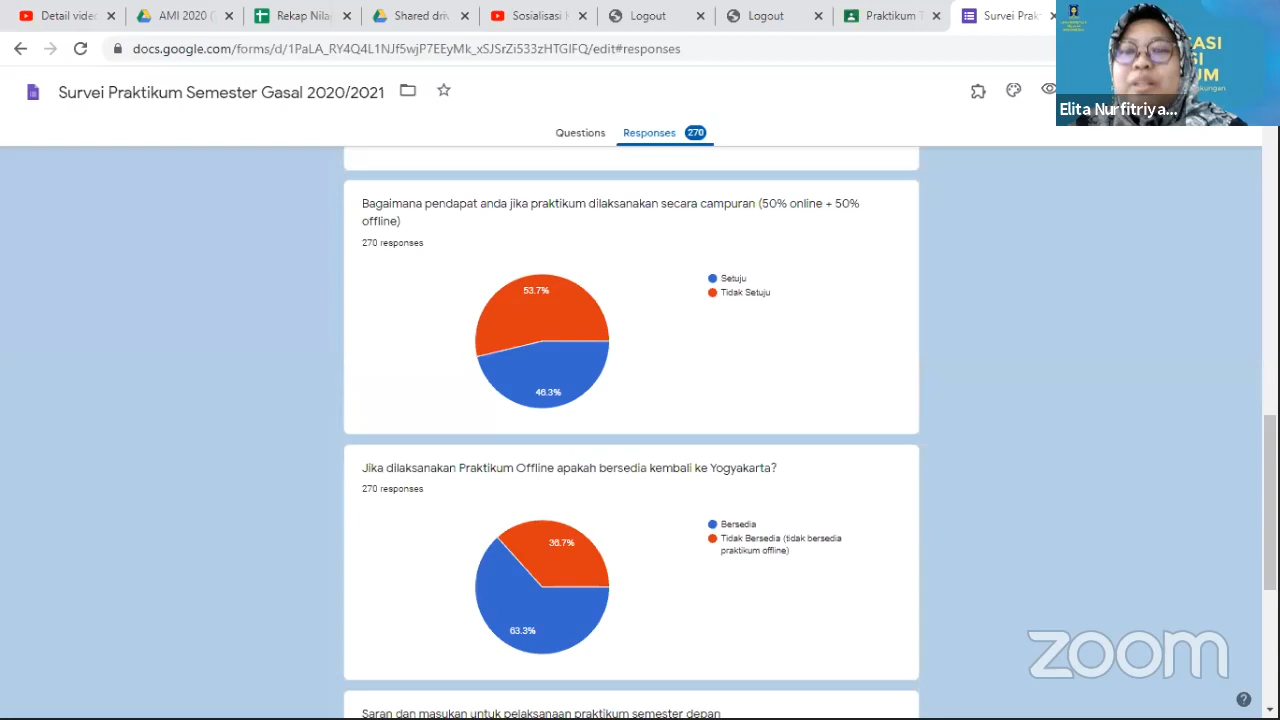 Detail video
AMI 2020 (
Rekap Nila
Shared dri
Sosialisasi
Logout
Logout
Praktikum T
Survei Prak
docs.google.com/forms/d/1PaLA_RY4Q4L1NJf5wjP7EEyMk_xSJSrZi533zHTGlFQ/edit#responses
Survei Praktikum Semester Gasal 2020/2021
Elita Nurfitriya...
Questions
Responses 270
Bagaimana pendapat anda jika praktikum dilaksanakan secara campuran (50% online + 50%
offline)
270 responses
53.7%
46.3%
Setuju
Tidak Setuju
Jika dilaksanakan Praktikum Offline apakah bersedia kembali ke Yogyakarta?
270 responses
36.7%
63.3%
Bersedia
Tidak Bersedia (tidak bersedia
praktikum offline)
zoom
Saran dan masukan untuk pelaksanaan praktikum semester depan